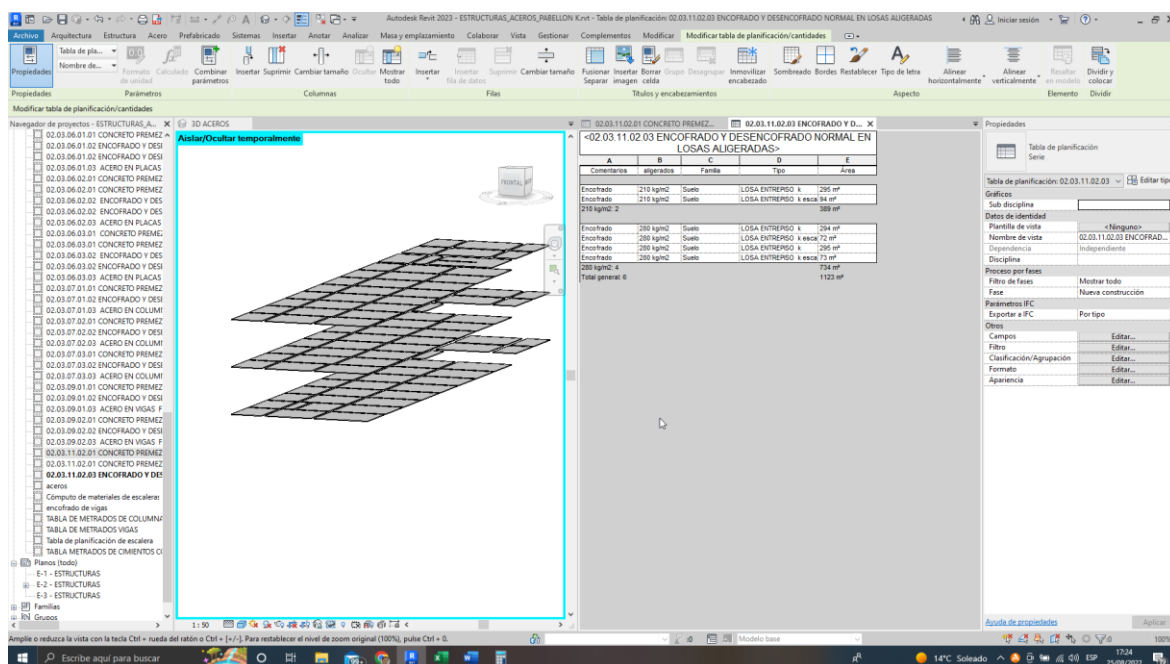 Autodesk Revit 2023 - ESTRUCTURAS_ACEROS_PABELLON K.rvt - Tabla de planificación: 02.03.11.02.03 ENCOFRADO Y DESENCOFRADO NORMAL EN LOSAS ALIGERADAS
Iniciar sesión
Archivo Arquitectura Estructura Acero Prefabricado Sistemas Insertar Anotar Analizar Masa y emplazamiento Colaborar Vista Gestionar Complementos Modificar Modificar tabla de planificación/cantidades
Propiedades
Tabla de pla...
Nombre de...
Formato de unidad
Calculado
Combinar parámetros
Insertar Suprimir Cambiar tamaño Ocultar Mostrar todo
Insertar
Insertar fila de datos
Suprimir Cambiar tamaño
Fusionar Separar
Insertar imagen
Borrar celda
Grupo Desagrupar
Inmovilizar encabezado
Sombreado Bordes Restablecer Tipo de letra
Alinear horizontalmente
Alinear verticalmente
Resaltar en modelo
Dividir y colocar
Propiedades Parámetros Columnas Filas Títulos y encabezamientos Aspecto Elemento Dividir
Modificar tabla de planificación/cantidades
Navegador de proyectos - ESTRUCTURAS_A...
02.03.06.01.01 CONCRETO PREMEZ
02.03.06.01.02 ENCOFRADO Y DESI
02.03.06.01.02 ENCOFRADO Y DESI
02.03.06.01.03 ACERO EN PLACAS
02.03.06.02.01 CONCRETO PREMEZ
02.03.06.02.01 CONCRETO PREMEZ
02.03.06.02.02 ENCOFRADO Y DES
02.03.06.02.02 ENCOFRADO Y DES
02.03.06.02.03 ACERO EN PLACAS
02.03.06.03.01 CONCRETO PREMEZ
02.03.06.03.01 CONCRETO PREMEZ
02.03.06.03.02 ENCOFRADO Y DES
02.03.06.03.02 ENCOFRADO Y DESI
02.03.06.03.03 ACERO EN PLACAS
02.03.07.01.01 CONCRETO PREMEZ
02.03.07.01.02 ENCOFRADO Y DESI
02.03.07.01.03 ACERO EN COLUMI
02.03.07.02.01 CONCRETO PREMEZ
02.03.07.02.02 ENCOFRADO Y DESI
02.03.07.02.03 ACERO EN COLUMI
02.03.07.03.01 CONCRETO PREMEZ
02.03.07.03.02 ENCOFRADO Y DESI
02.03.07.03.03 ACERO EN COLUMI
02.03.09.01.01 CONCRETO PREMEZ
02.03.09.01.02 ENCOFRADO Y DESI
02.03.09.01.03 ACERO EN VIGAS F
02.03.09.02.01 CONCRETO PREMEZ
02.03.09.02.02 ENCOFRADO Y DESI
02.03.09.02.03 ACERO EN VIGAS F
02.03.11.02.01 CONCRETO PREMEZ
02.03.11.02.01 CONCRETO PREMEZ
02.03.11.02.03 ENCOFRADO Y DES
aceros
Cómputo de materiales de escaleras
encofrado de vigas
TABLA DE METRADOS DE COLUMNA
TABLA DE METRADOS VIGAS
Tabla de planificación de escalera
TABLA METRADOS DE CIMIENTOS CO
Planos (todo)
E-1 - ESTRUCTURAS
E-2 - ESTRUCTURAS
E-3 - ESTRUCTURAS
Familias
Grupos
3D ACEROS
Aislar/Ocultar temporalmente
FRONTAL
1 : 50
02.03.11.02.01 CONCRETO PREMEZ...
02.03.11.02.03 ENCOFRADO Y D...
<02.03.11.02.03 ENCOFRADO Y DESENCOFRADO NORMAL EN
LOSAS ALIGERADAS>
A B C D E
Comentarios aligerados Familia Tipo Área
Encofrado 210 kg/m2 Suelo LOSA ENTREPISO k 295 m²
Encofrado 210 kg/m2 Suelo LOSA ENTREPISO k esca 94 m²
210 kg/m2: 2 389 m²
Encofrado 280 kg/m2 Suelo LOSA ENTREPISO k 294 m²
Encofrado 280 kg/m2 Suelo LOSA ENTREPISO k esca 72 m²
Encofrado 280 kg/m2 Suelo LOSA ENTREPISO k 295 m²
Encofrado 280 kg/m2 Suelo LOSA ENTREPISO k esca 73 m²
280 kg/m2: 4 734 m²
Total general: 6 1123 m²
Propiedades
Tabla de planificación
Serie
Tabla de planificación: 02.03.11.02.03 Editar tipo
Gráficos
Sub disciplina
Datos de identidad
Plantilla de vista <Ninguno>
Nombre de vista 02.03.11.02.03 ENCOFRAD...
Dependencia Independiente
Disciplina
Proceso por fases
Filtro de fases Mostrar todo
Fase Nueva construcción
Parámetros IFC
Exportar a IFC Por tipo
Otros
Campos Editar...
Filtro Editar...
Clasificación/Agrupación Editar...
Formato Editar...
Apariencia Editar...
Ayuda de propiedades Aplicar
Amplíe o reduzca la vista con la tecla Ctrl + rueda del ratón o Ctrl + [+/-]. Para restablecer el nivel de zoom original (100%), pulse Ctrl + 0.
:0 Modelo base
:0 100%
Escribe aquí para buscar
14°C Soleado
ESP
17:24
25/08/2022